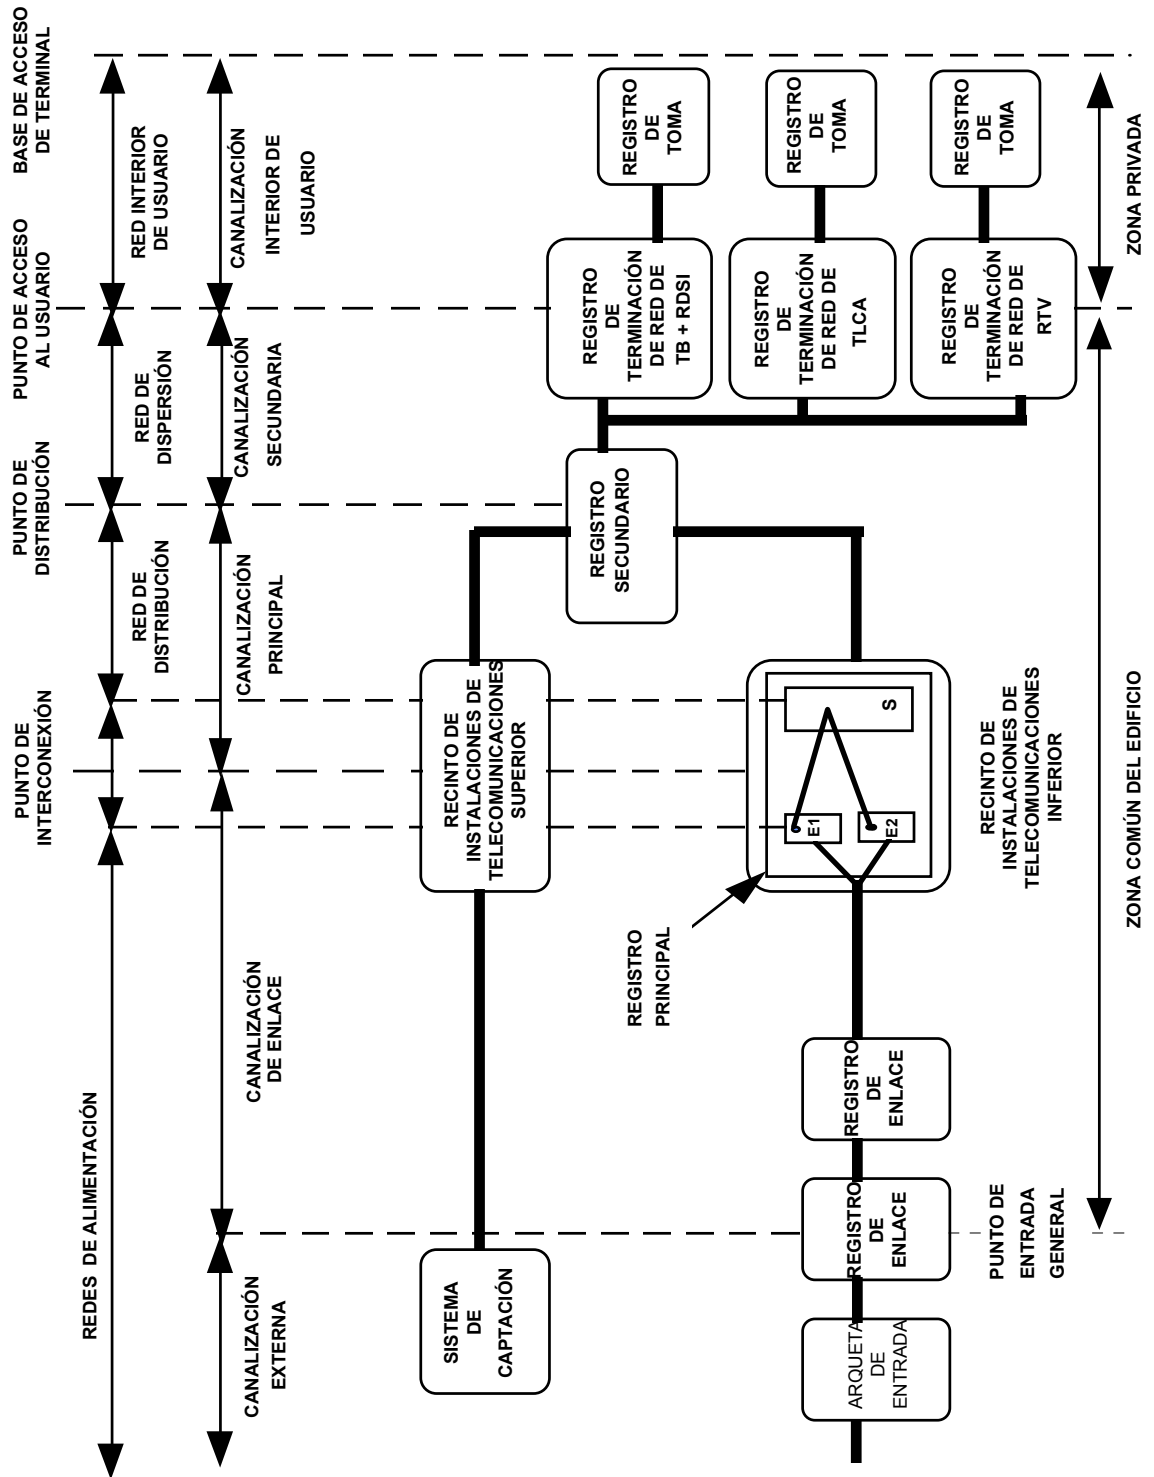 BASE DE ACCESO
DE TERMINAL
PUNTO DE ACCESO
AL USUARIO
PUNTO DE
DISTRIBUCIÓN
PUNTO DE
INTERCONEXIÓN
RED INTERIOR
DE USUARIO
RED DE
DISPERSIÓN
RED DE
DISTRIBUCIÓN
REDES DE ALIMENTACIÓN
CANALIZACIÓN
INTERIOR DE
USUARIO
CANALIZACIÓN
SECUNDARIA
CANALIZACIÓN
PRINCIPAL
CANALIZACIÓN
DE ENLACE
CANALIZACIÓN
EXTERNA
REGISTRO
DE
TOMA
REGISTRO
DE
TOMA
REGISTRO
DE
TOMA
REGISTRO
DE
TERMINACIÓN
DE RED DE
TB + RDSI
REGISTRO
DE
TERMINACIÓN
DE RED DE
TLCA
REGISTRO
DE
TERMINACIÓN
DE RED DE
RTV
REGISTRO
SECUNDARIO
RECINTO DE
INSTALACIONES DE
TELECOMUNICACIONES
SUPERIOR
S
E1
E2
RECINTO DE
INSTALACIONES DE
TELECOMUNICACIONES
INFERIOR
REGISTRO
PRINCIPAL
REGISTRO
DE
ENLACE
REGISTRO
DE
ENLACE
PUNTO DE
ENTRADA
GENERAL
SISTEMA
DE
CAPTACIÓN
ARQUETA
DE
ENTRADA
ZONA PRIVADA
ZONA COMÚN DEL EDIFICIO